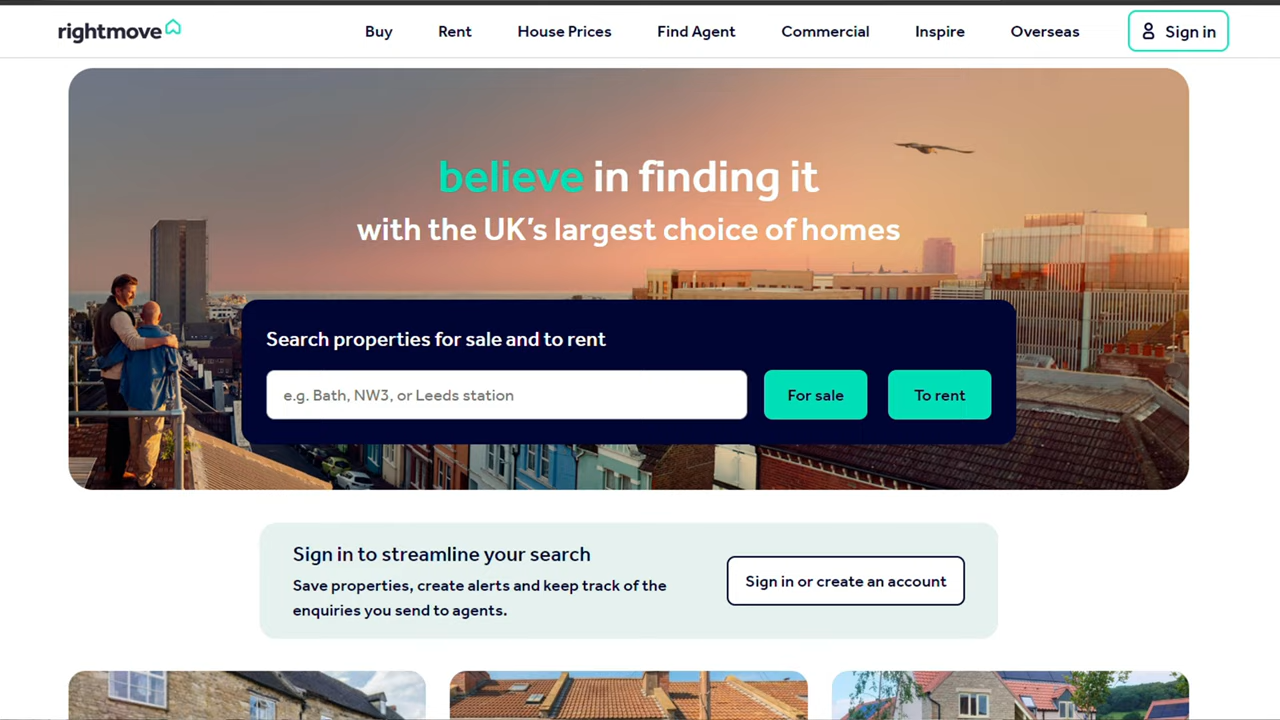 rightmove
Buy
Rent
House Prices
Find Agent
Commercial
Inspire
Overseas
Sign in
believe in finding it
with the UK’s largest choice of homes
Search properties for sale and to rent
e.g. Bath, NW3, or Leeds station
For sale
To rent
Sign in to streamline your search
Save properties, create alerts and keep track of the
enquiries you send to agents.
Sign in or create an account